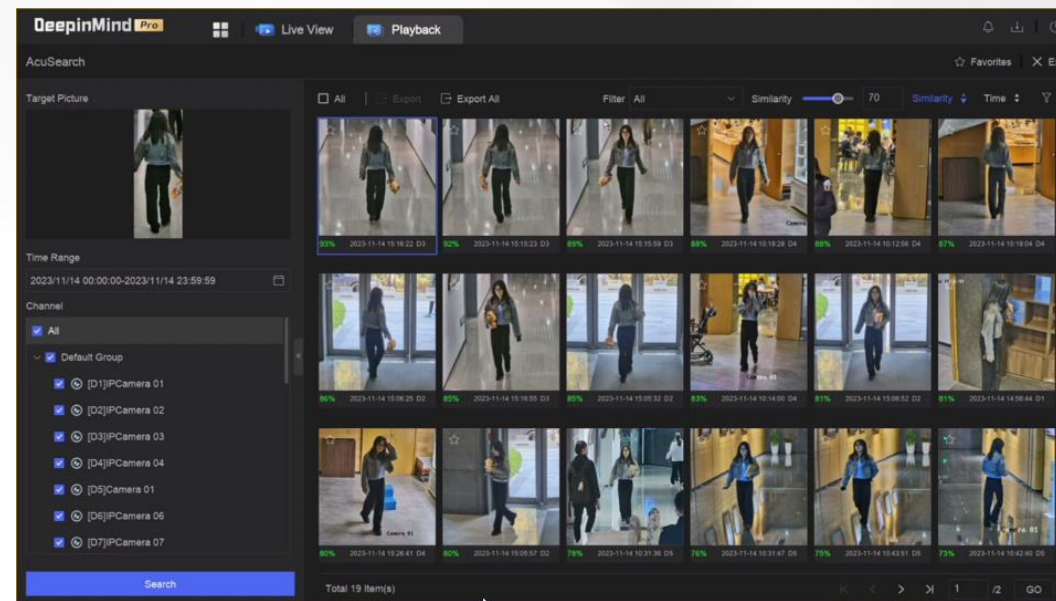 DeepinMind Pro
Live View
Playback
AcuSearch
Favorites
Target Picture
All
Export
Export All
Filter All
Similarity
70
Similarity
Time
93% 2023-11-14 15:16:22 D3
92% 2023-11-14 15:15:23 D3
89% 2023-11-14 15:15:59 D3
88% 2023-11-14 10:18:28 D4
88% 2023-11-14 10:12:56 D4
87% 2023-11-14 10:18:04 D4
Time Range
2023/11/14 00:00:00-2023/11/14 23:59:59
Channel
All
Default Group
[D1]IPCamera 01
[D2]IPCamera 02
[D3]IPCamera 03
[D4]IPCamera 04
[D5]Camera 01
[D6]IPCamera 06
[D7]IPCamera 07
86% 2023-11-14 15:06:25 D2
85% 2023-11-14 15:16:55 D3
85% 2023-11-14 15:05:32 D2
83% 2023-11-14 10:14:00 D4
81% 2023-11-14 15:06:52 D2
81% 2023-11-14 14:58:44 D1
Camera 01
80% 2023-11-14 15:26:41 D4
80% 2023-11-14 15:05:57 D2
78% 2023-11-14 10:31:36 D5
76% 2023-11-14 10:31:47 D5
75% 2023-11-14 10:43:51 D5
73% 2023-11-14 10:42:40 D5
Search
Total 19 Item(s)
1
/2
GO